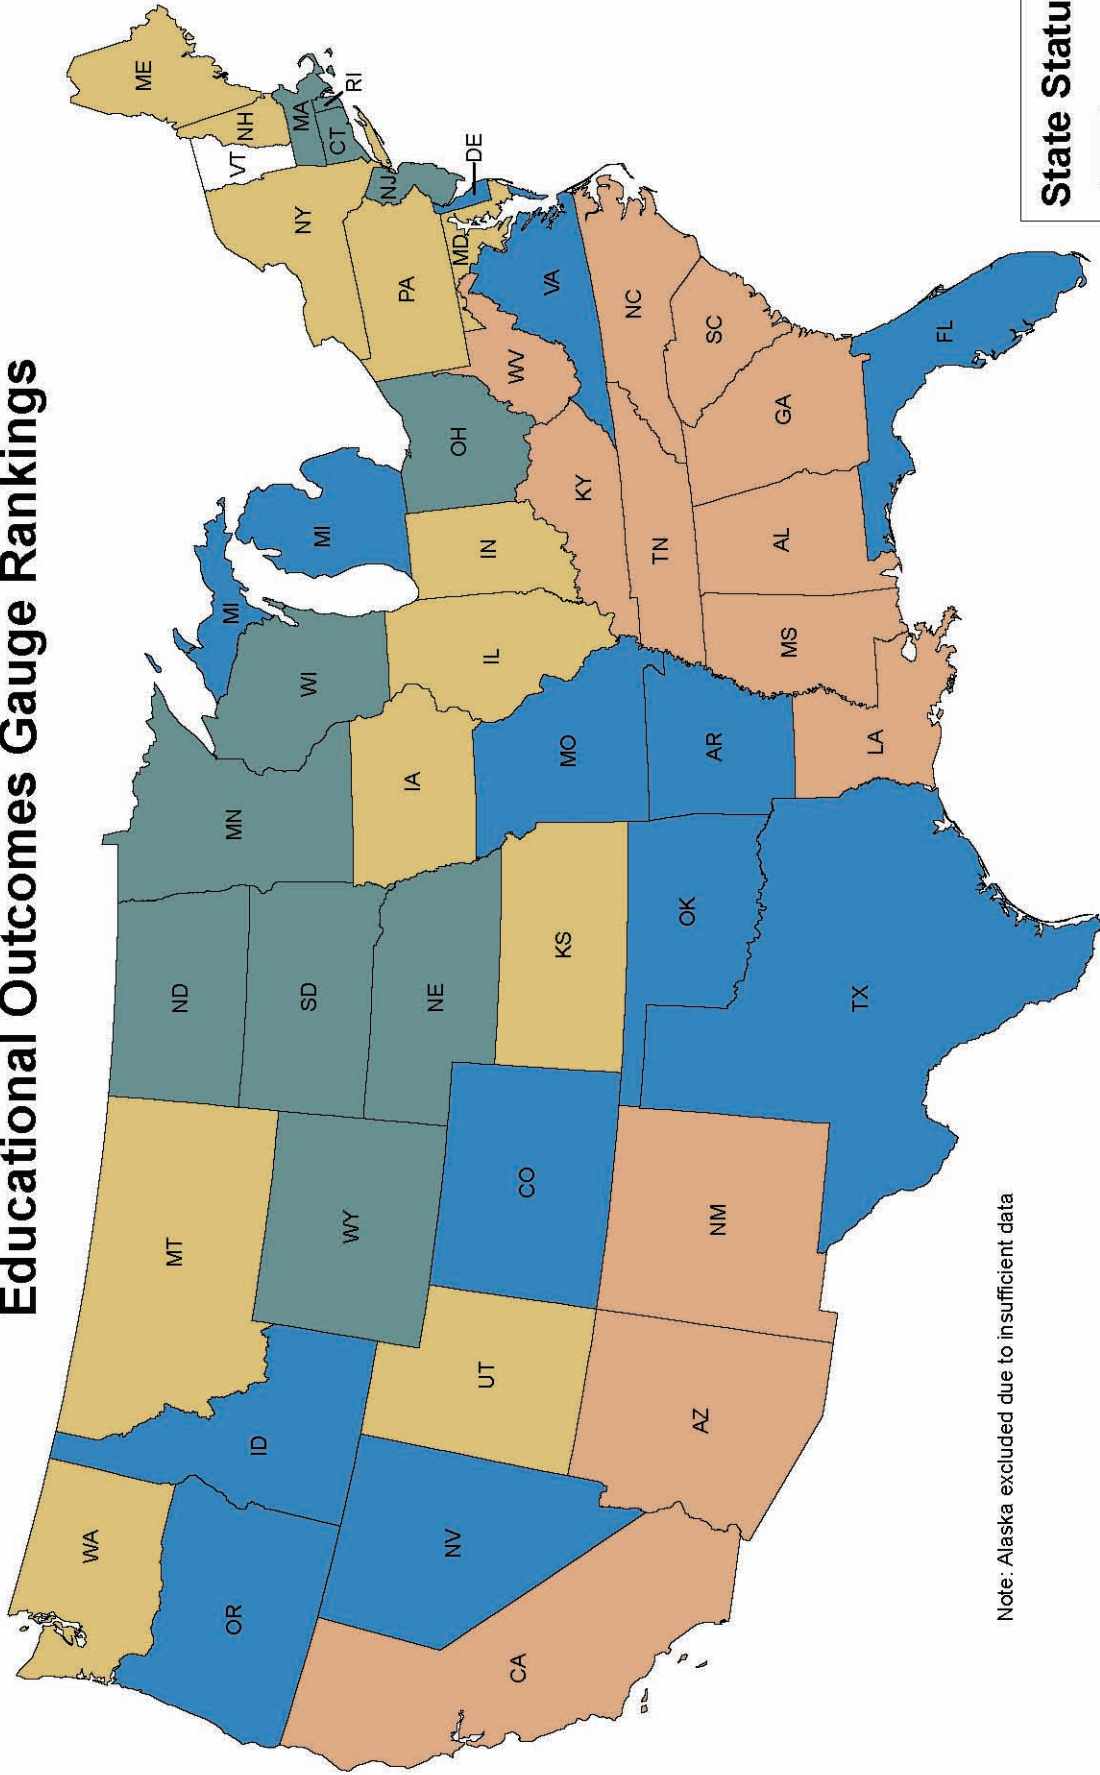 Educational Outcomes Gauge Rankings
WA
MT
ND
MN
MI
ME
VT
NH
OR
ID
WY
SD
WI
MI
NY
MA
CT
RI
NV
UT
CO
NE
IA
IL
IN
OH
PA
NJ
MD
DE
CA
KS
MO
KY
WV
VA
AZ
NM
OK
AR
TN
NC
SC
TX
LA
MS
AL
GA
FL
Note: Alaska excluded due to insufficient data
State Statu